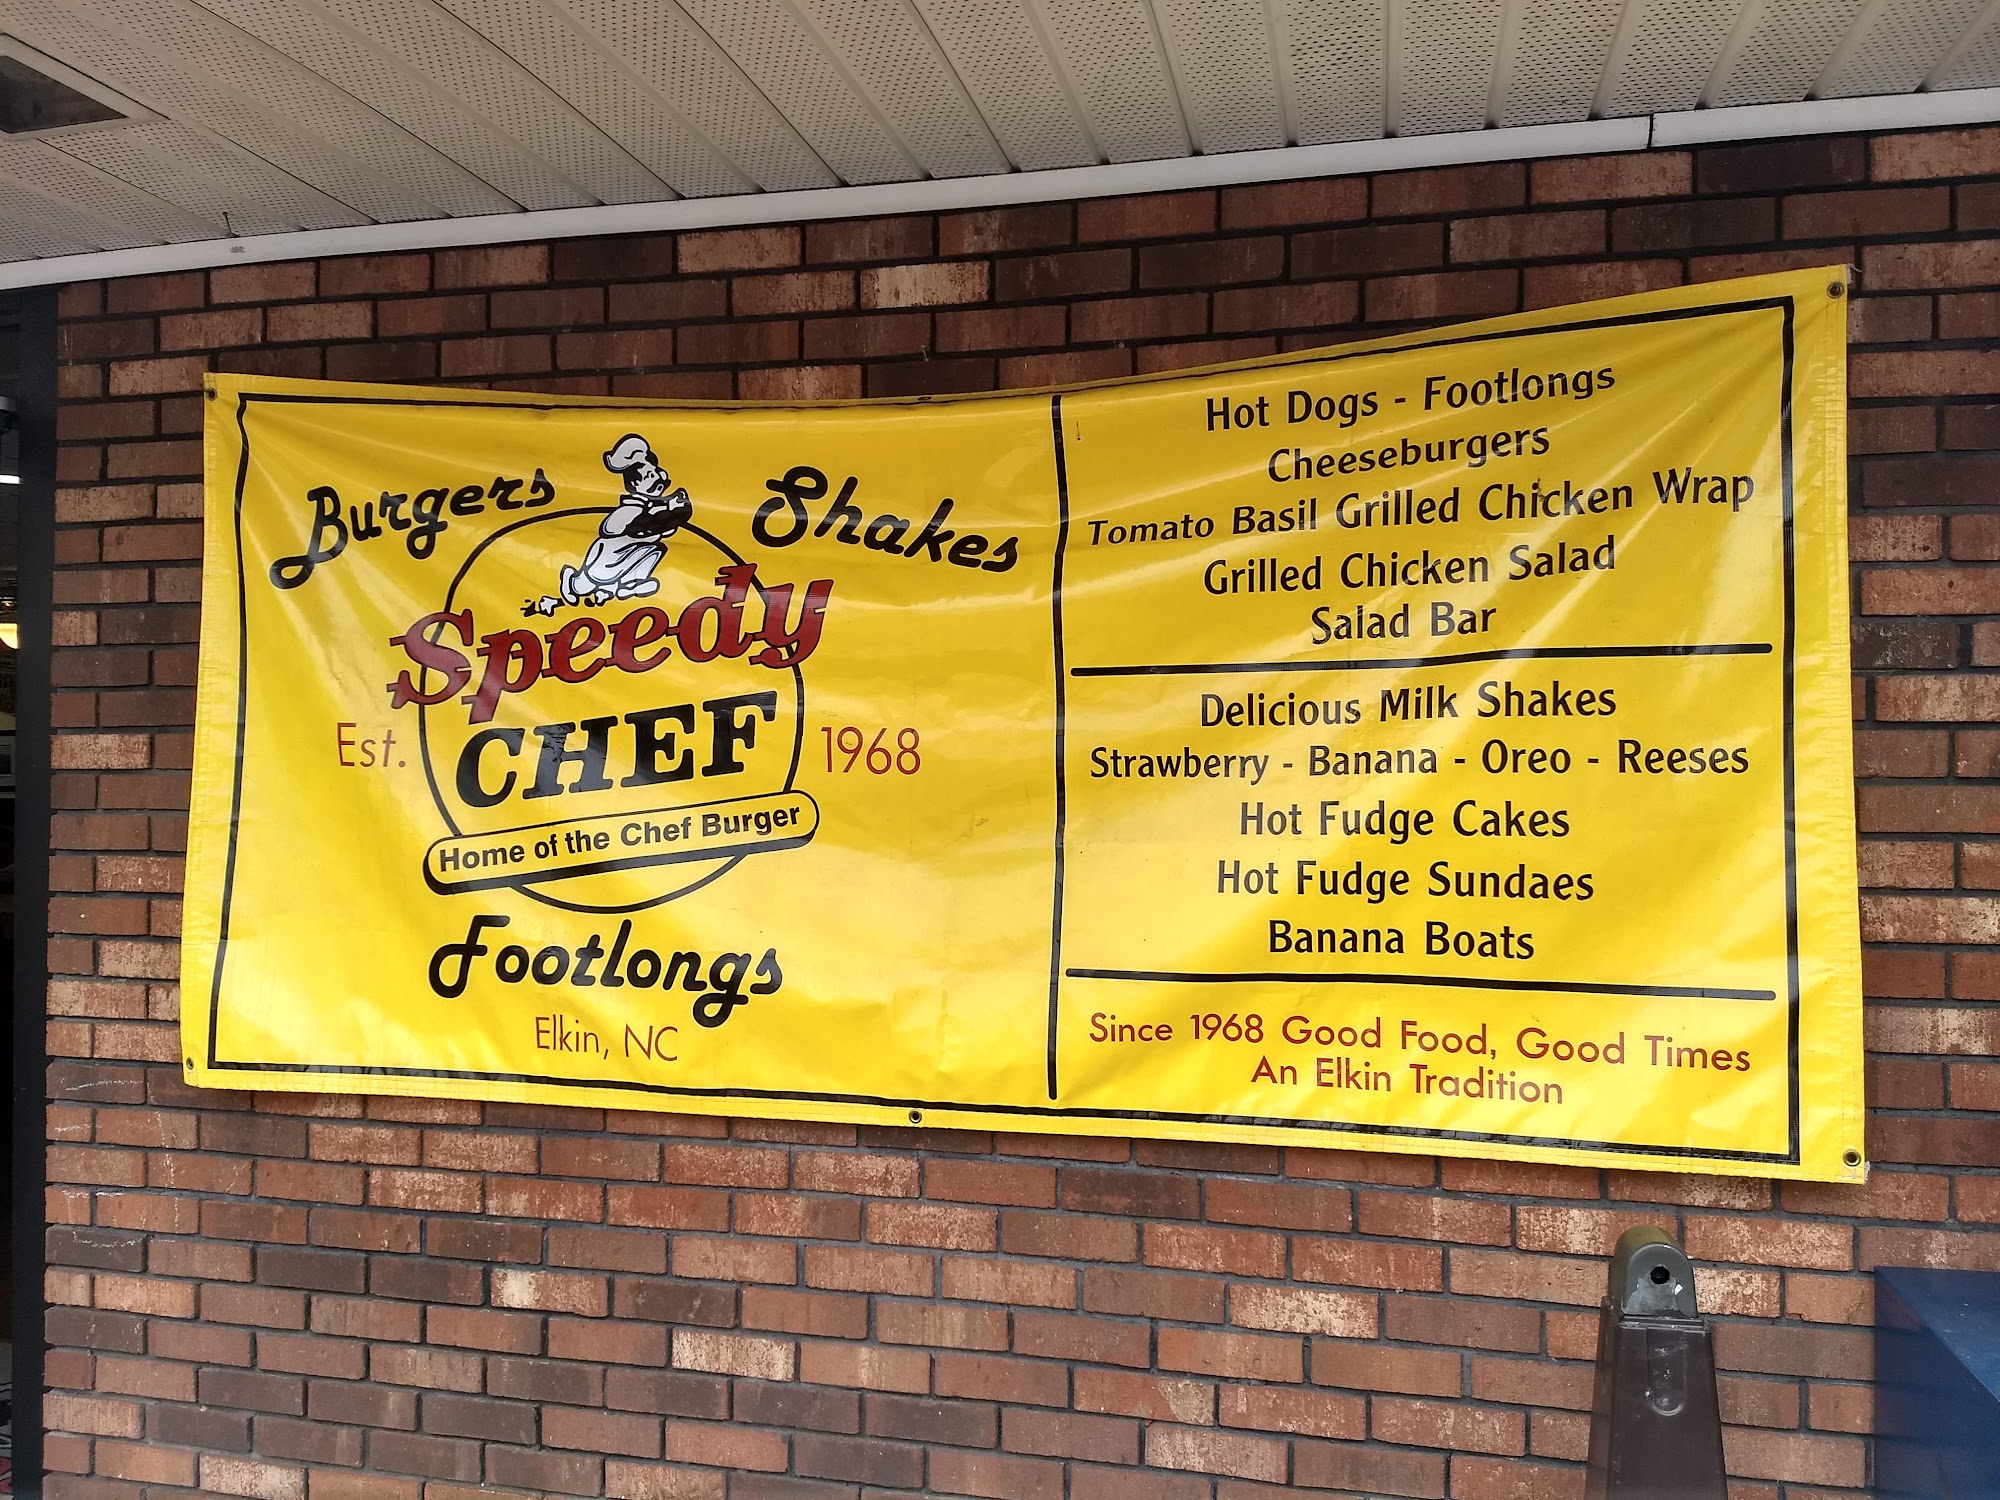 Burgers Shakes
Speedy
CHEF
Est. 1968
Home of the Chef Burger
Footlongs
Elkin, NC
Hot Dogs - Footlongs
Cheeseburgers
Tomato Basil Grilled Chicken Wrap
Grilled Chicken Salad
Salad Bar
Delicious Milk Shakes
Strawberry - Banana - Oreo - Reeses
Hot Fudge Cakes
Hot Fudge Sundaes
Banana Boats
Since 1968 Good Food, Good Times
An Elkin Tradition